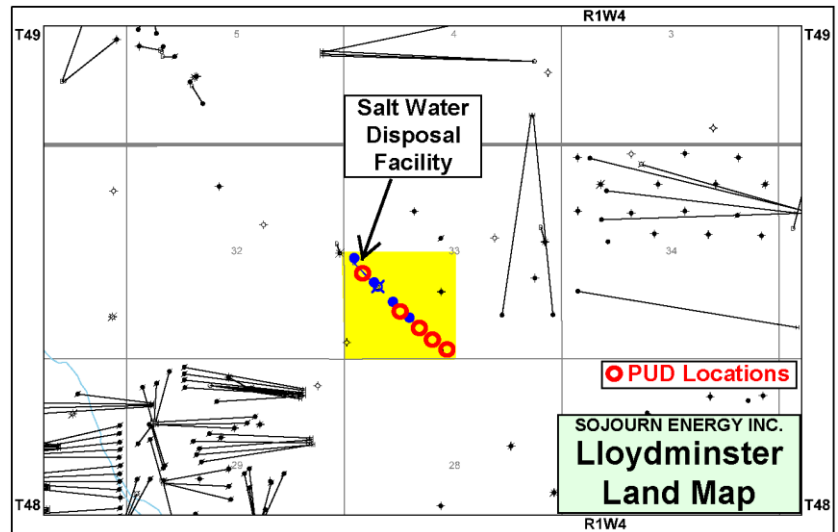 R1W4
T49
T49
5
4
3
Salt Water
Disposal
Facility
32
33
34
PUD Locations
SOJOURN ENERGY INC.
Lloydminster
Land Map
29
28
T48
T48
R1W4